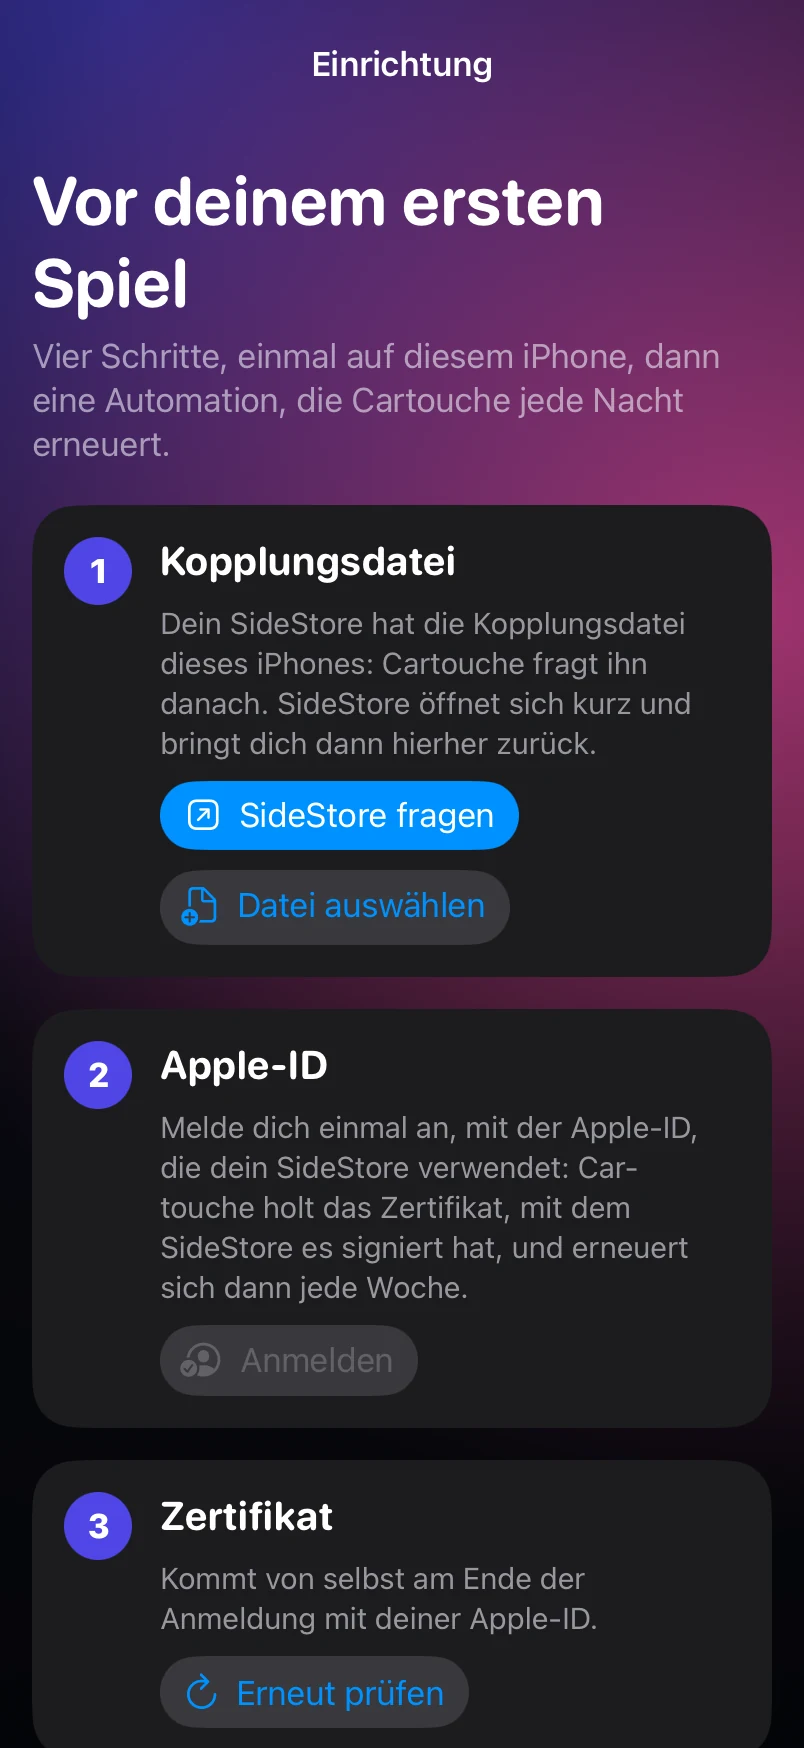 Einrichtung
Vor deinem ersten
Spiel
Vier Schritte, einmal auf diesem iPhone, dann
eine Automation, die Cartouche jede Nacht
erneuert.
1
Kopplungsdatei
Dein SideStore hat die Kopplungsdatei
dieses iPhones: Cartouche fragt ihn
danach. SideStore öffnet sich kurz und
bringt dich dann hierher zurück.
SideStore fragen
Datei auswählen
2
Apple-ID
Melde dich einmal an, mit der Apple-ID,
die dein SideStore verwendet: Car-
touche holt das Zertifikat, mit dem
SideStore es signiert hat, und erneuert
sich dann jede Woche.
Anmelden
3
Zertifikat
Kommt von selbst am Ende der
Anmeldung mit deiner Apple-ID.
Erneut prüfen